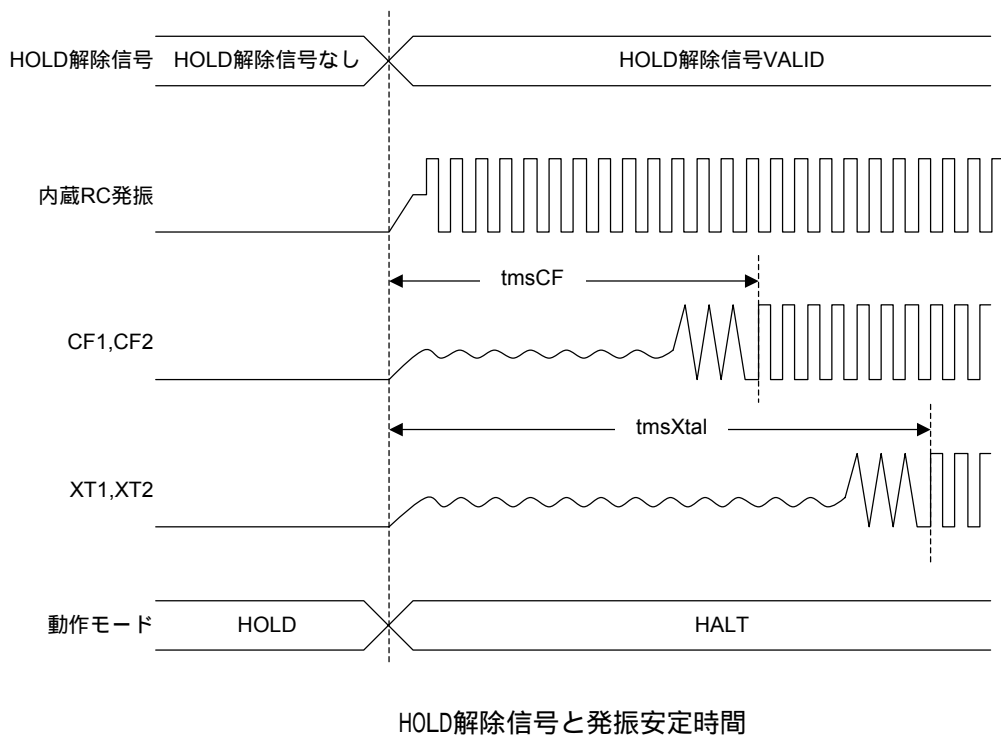 HOLD解除信号 HOLD解除信号なし HOLD解除信号VALID
内蔵RC発振
tmsCF
CF1,CF2
tmsXtal
XT1,XT2
動作モード HOLD HALT
HOLD解除信号と発振安定時間